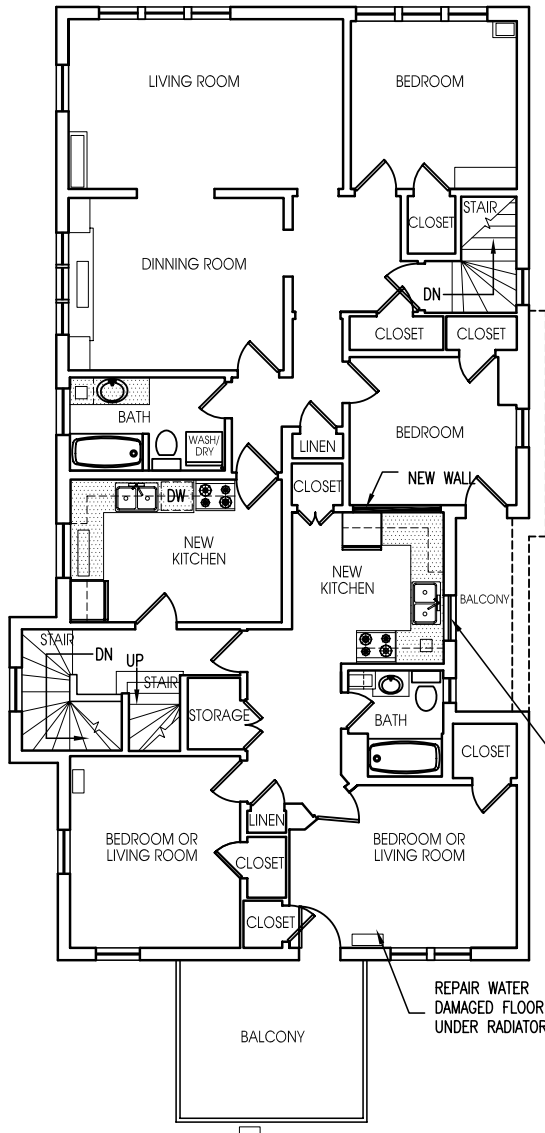 LIVING ROOM
BEDROOM
CLOSET
STAIR
DINNING ROOM
DN
CLOSET
CLOSET
BATH
WASH/
DRY
LINEN
BEDROOM
CLOSET
NEW WALL
DW
NEW
KITCHEN
NEW
KITCHEN
BALCONY
STAIR
DN
UP
STAIR
STORAGE
BATH
CLOSET
LINEN
BEDROOM OR
LIVING ROOM
CLOSET
BEDROOM OR
LIVING ROOM
CLOSET
REPAIR WATER
DAMAGED FLOOR
UNDER RADIATOR
BALCONY